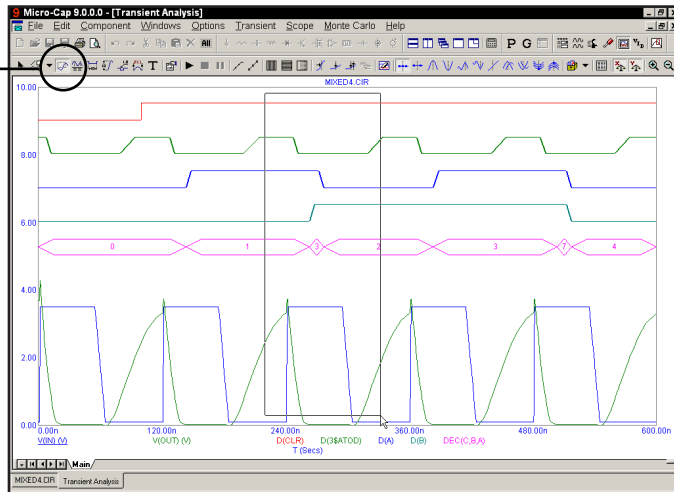 9 Micro-Cap 9.0.0.0 - [Transient Analysis]
File Edit Component Windows Options Transient Scope Monte Carlo Help
All P G
T
MIXED4.CIR
10.00
8.00
0 1 3 2 3 7 4
6.00
4.00
2.00
0.00
0.00n 120.00n 240.00n 360.00n 480.00n 600.00n
V(IN) (V) V(OUT) (V) D(CLR) D(3$ATOD) D(A) D(B) DEC(C,B,A)
T (Secs)
Main
MIXED4.CIR Transient Analysis